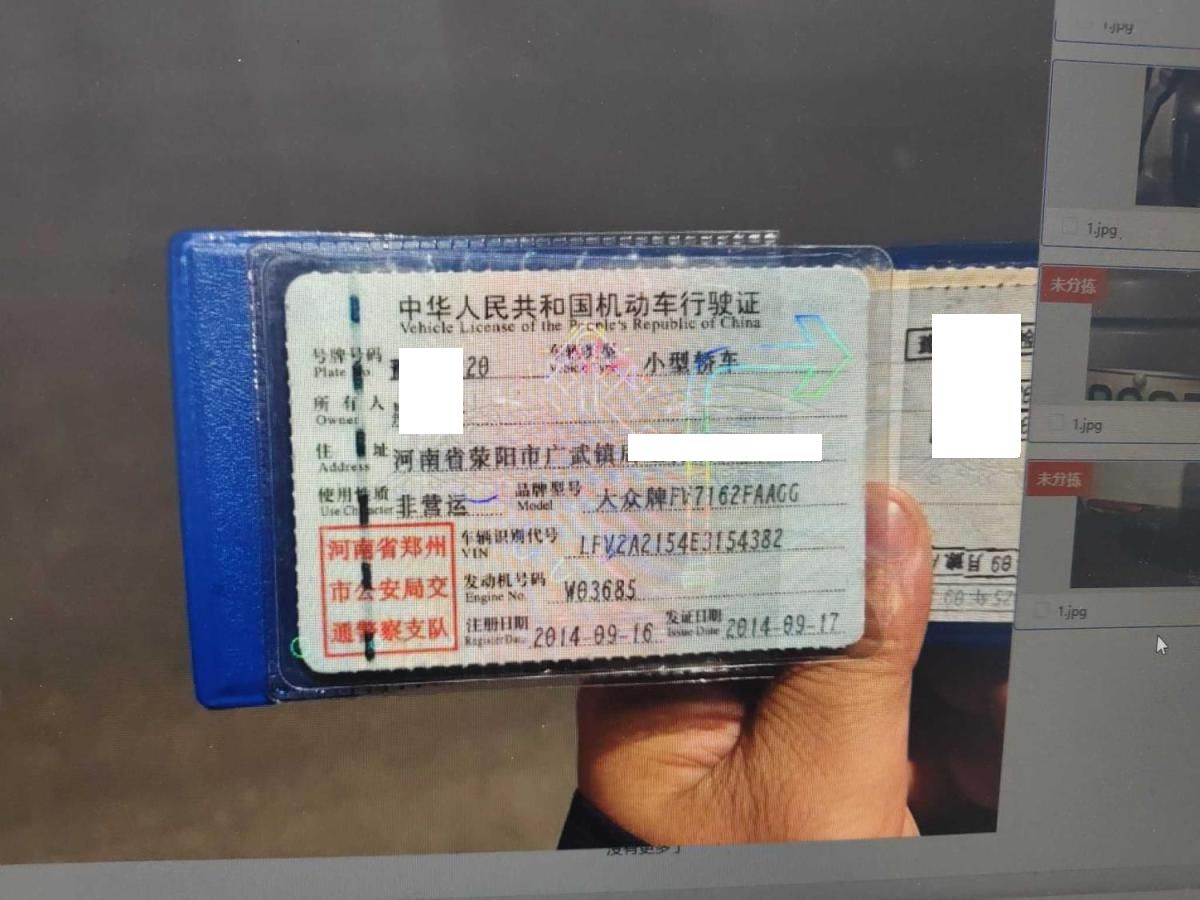 中华人民共和国机动车行驶证
Vehicle License of the People's Republic of China
号牌号码 20 车辆类型 小型轿车
Plate No. Vehicle Type
所有人
Owner
住址 河南省荥阳市广武镇
Address
使用性质 非营运 品牌型号 大众牌FV7162FAAGG
Use Character Model
河南省郑州
市公安局交
通警察支队
车辆识别代号 LFV2A2154E3154382
VIN
发动机号码 W03685
Engine No.
注册日期 2014-09-16 发证日期 2014-09-17
Register Date Issue Date
1.jpg
1.jpg
未分拣
1.jpg
未分拣
1.jpg